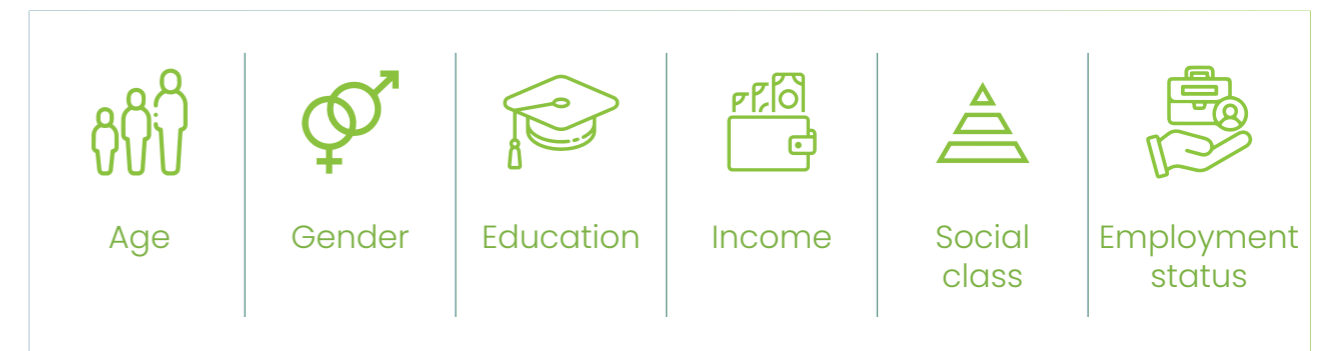 Age
Gender
Education
Income
Social
class
Employment
status